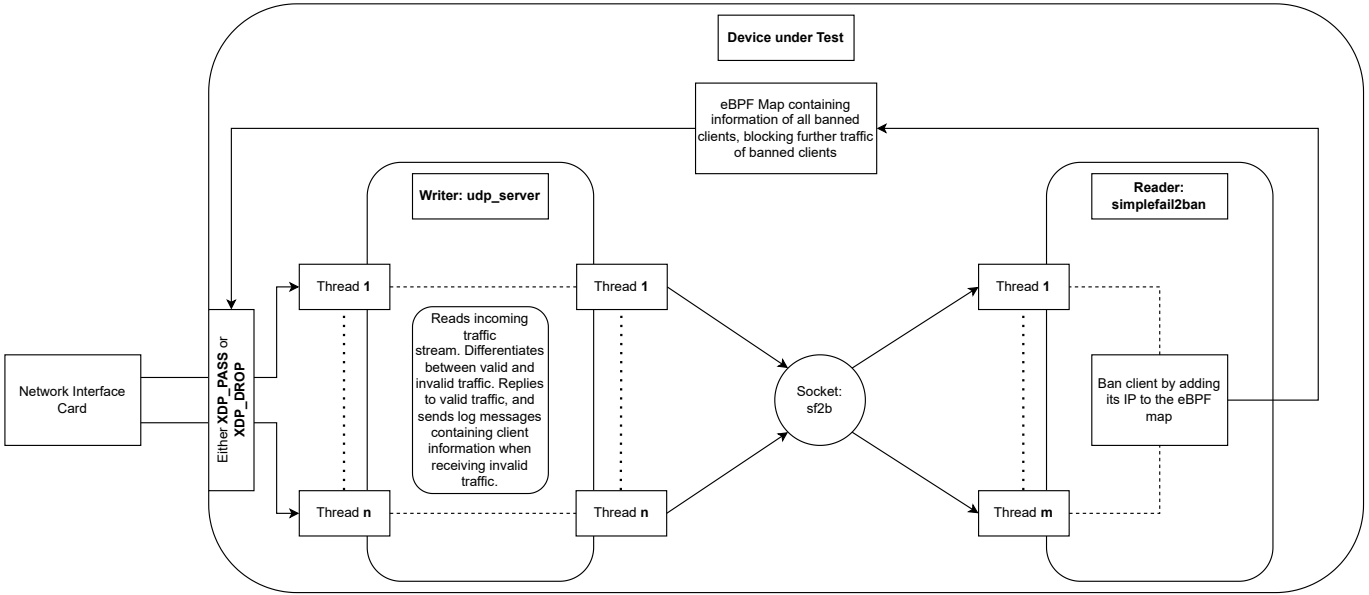 Device under Test
eBPF Map containing
information of all banned
clients, blocking further traffic
of banned clients
Writer: udp_server
Reader:
simplefail2ban
Thread 1
Thread 1
Thread 1
Network Interface
Card
Either XDP_PASS or
XDP_DROP
Reads incoming
traffic
stream. Differentiates
between valid and
invalid traffic. Replies
to valid traffic, and
sends log messages
containing client
information when
receiving invalid
traffic.
Socket:
sf2b
Ban client by adding
its IP to the eBPF
map
Thread n
Thread n
Thread m